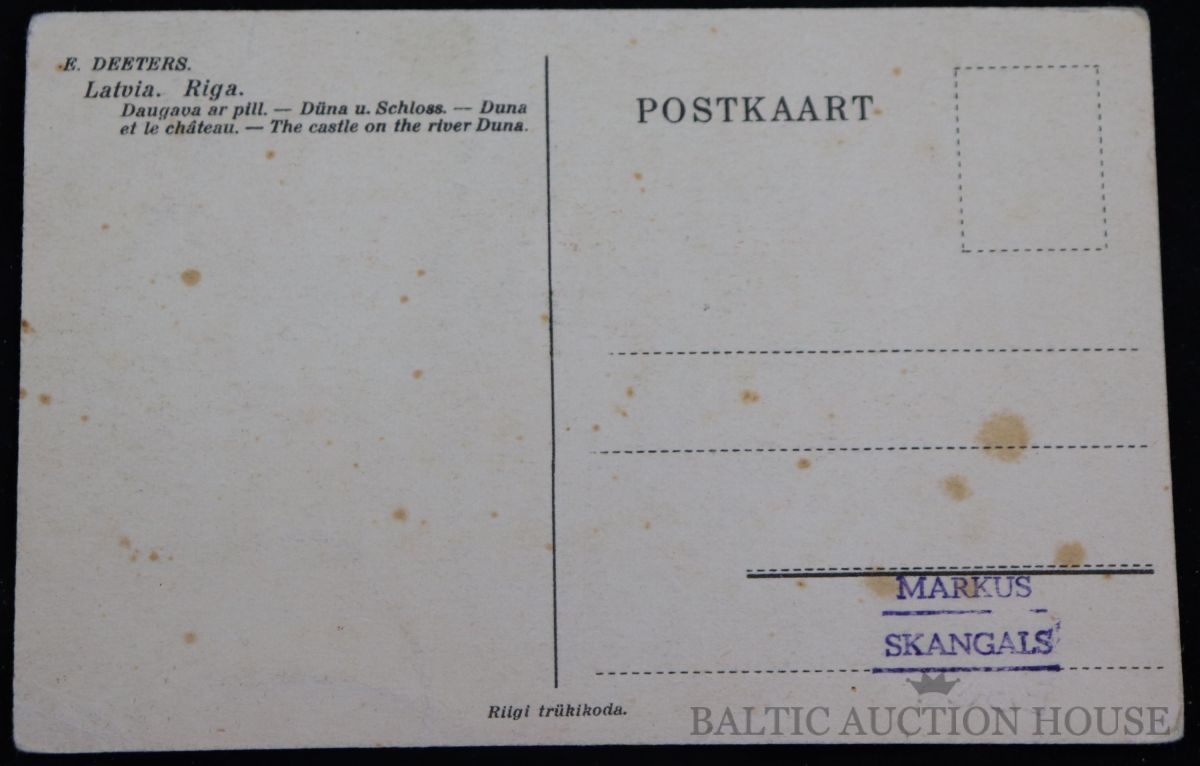 E. DEETERS.
Latvia. Riga.
Daugava ar pill. — Düna u. Schloss. — Duna
et le château. — The castle on the river Duna.
POSTKAART
MARKUS
SKANGALS
Riigi trükikoda.
BALTIC AUCTION HOUSE